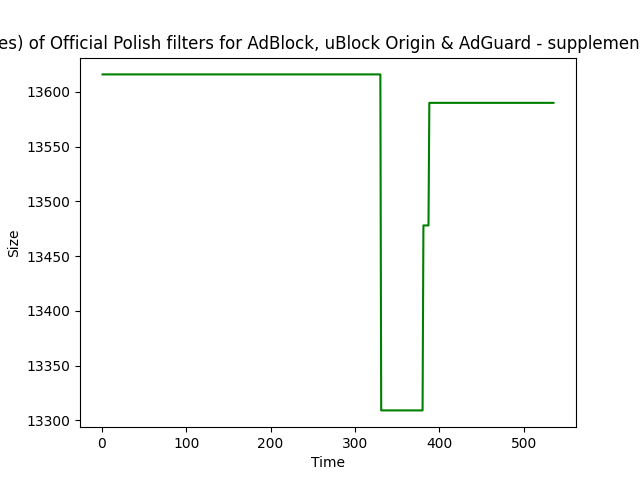 es) of Official Polish filters for AdBlock, uBlock Origin & AdGuard - supplemen
13600
13550
13500
13450
13400
13350
13300
Size
0 100 200 300 400 500
Time